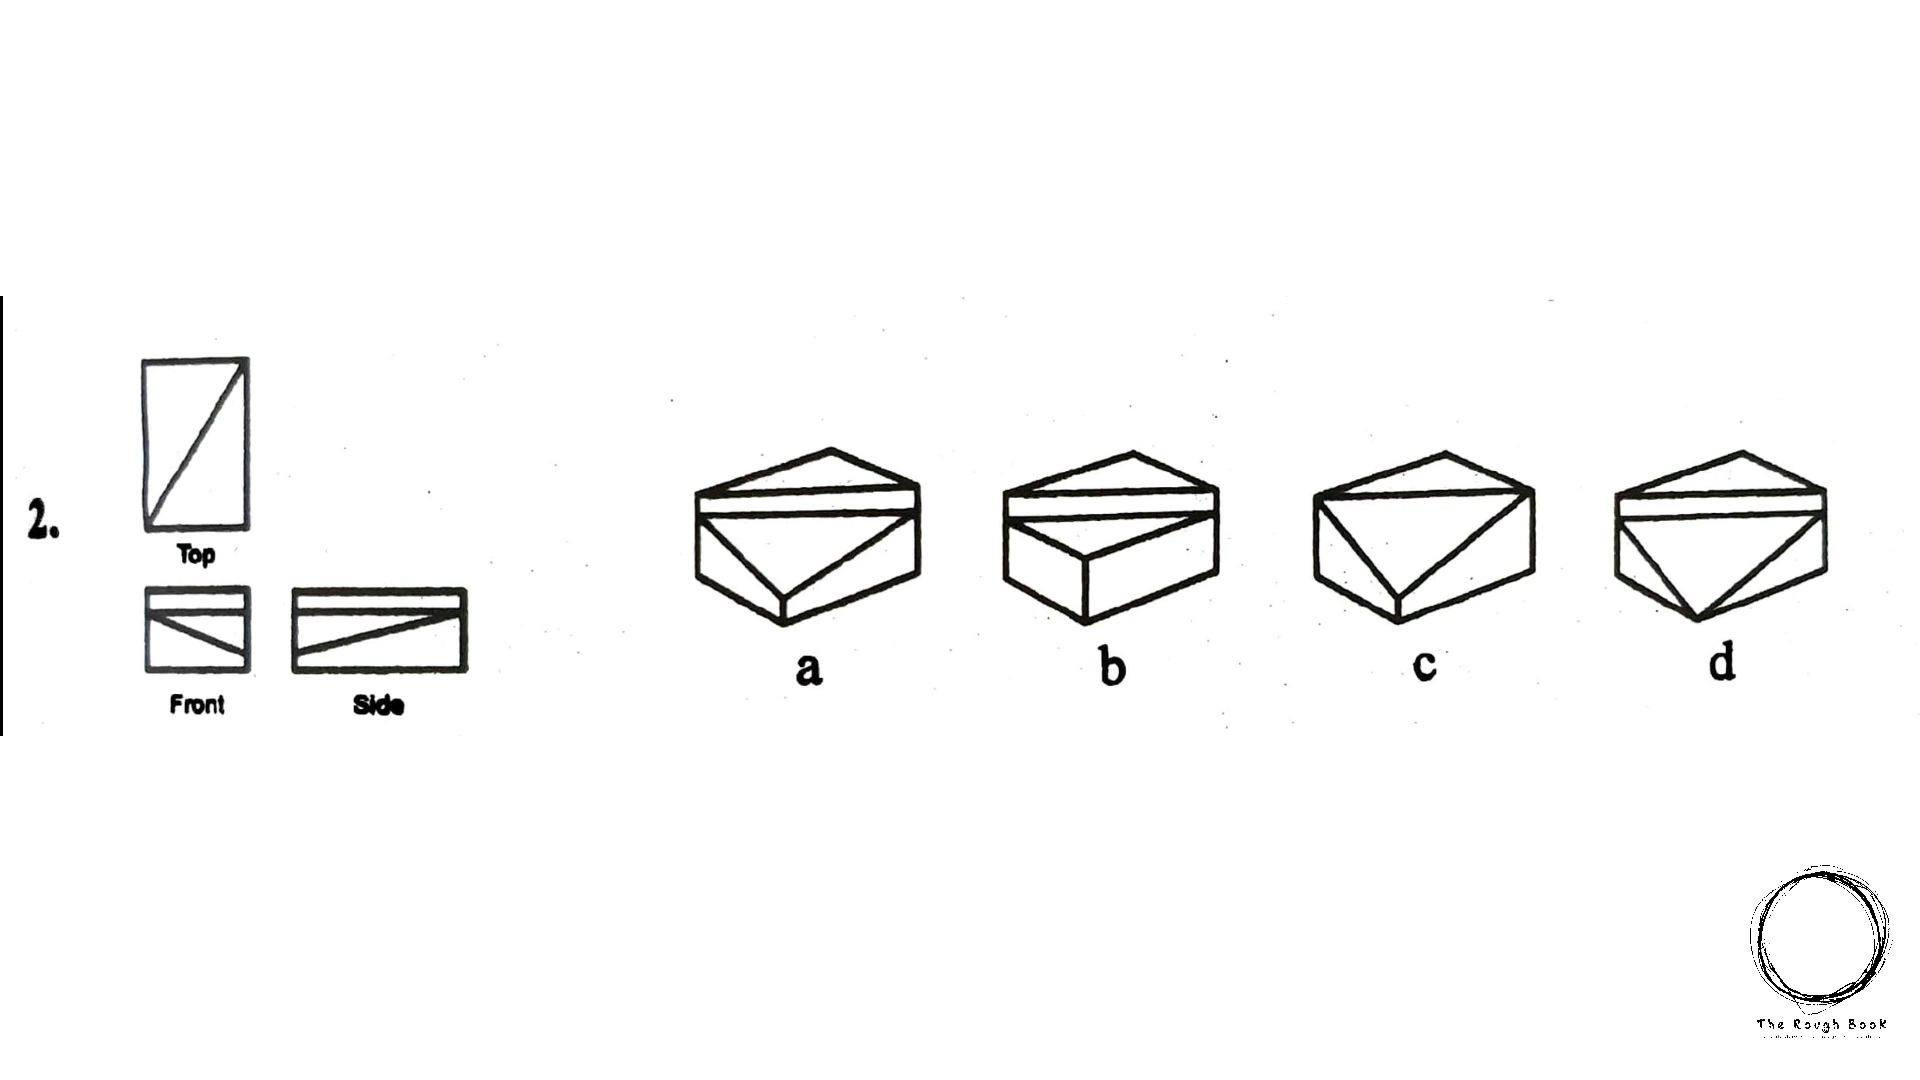 2.
Top
Front
Side
a
b
c
d
The Rough Book